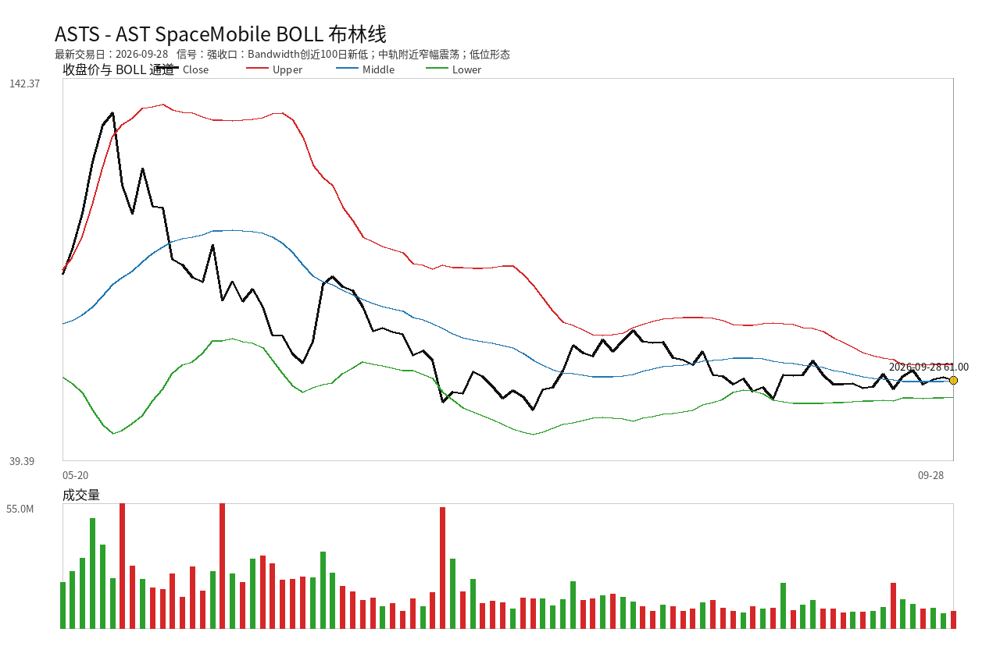 ASTS - AST SpaceMobile BOLL 布林线
最新交易日：2026-09-28 信号：强收口：Bandwidth创近100日新低；中轨附近窄幅震荡；低位形态
收盘价与 BOLL 通道 Close Upper Middle Lower
142.37
2026-09-28 61.00
39.39
05-20 09-28
成交量
55.0M